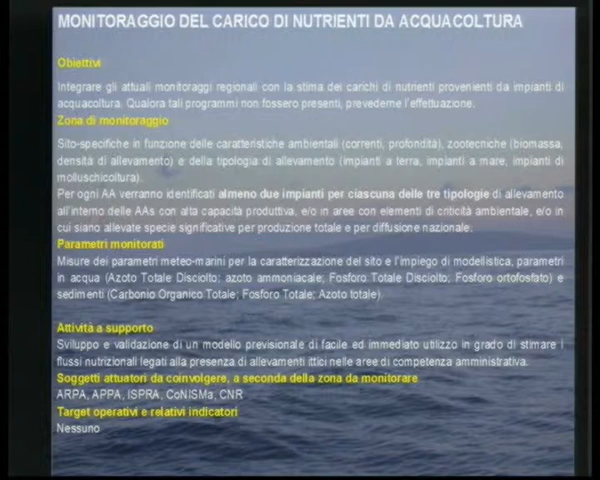 MONITORAGGIO DEL CARICO DI NUTRIENTI DA ACQUACOLTURA
Obiettivi
Integrare gli attuali monitoraggi regionali con la stima dei carichi di nutrienti provenienti da impianti di
acquacoltura. Qualora tali programmi non fossero presenti, prevederne l'effettuazione.
Zona di monitoraggio
Sito-specifiche in funzione delle caratteristiche ambientali (correnti, profondità), zootecniche (biomassa,
densità di allevamento) e della tipologia di allevamento (impianti a terra, impianti a mare, impianti di
molluschicoltura).
Per ogni AA verranno identificati almeno due impianti per ciascuna delle tre tipologie di allevamento
all'interno delle AAs con alta capacità produttiva, e/o in aree con elementi di criticità ambientale, e/o in
cui siano allevate specie significative per produzione totale e per diffusione nazionale.
Parametri monitorati
Misure dei parametri meteo-marini per la caratterizzazione del sito e l'impiego di modellistica, parametri
in acqua (Azoto Totale Disciolto; azoto ammoniacale; Fosforo Totale Disciolto; Fosforo ortofosfato) e
sedimenti (Carbonio Organico Totale; Fosforo Totale; Azoto totale).
Attività a supporto
Sviluppo e validazione di un modello previsionale di facile ed immediato utilizzo in grado di stimare i
flussi nutrizionali legati alla presenza di allevamenti ittici nelle aree di competenza amministrativa.
Soggetti attuatori da coinvolgere, a seconda della zona da monitorare
ARPA, APPA, ISPRA, CoNISMa, CNR
Target operativi e relativi indicatori
Nessuno